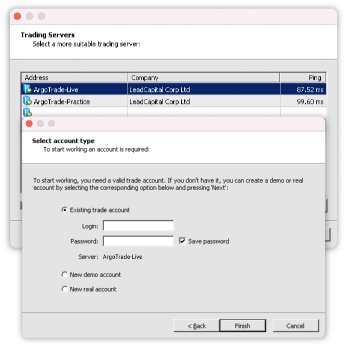 Trading Servers
Select a more suitable trading server:
Address Company Ping
ArgoTrade-Live LeadCapital Corp Ltd 87.52 ms
ArgoTrade-Practice LeadCapital Corp Ltd 99.60 ms
Select account type
To start working an account is required:
To start working, you need a valid trade account. If you don't have it, you can create a demo or real
account by selecting the corresponding option below and pressing 'Next':
Existing trade account
Login:
Password: Save password
Server: ArgoTrade-Live
New demo account
New real account
< Back Finish Cancel